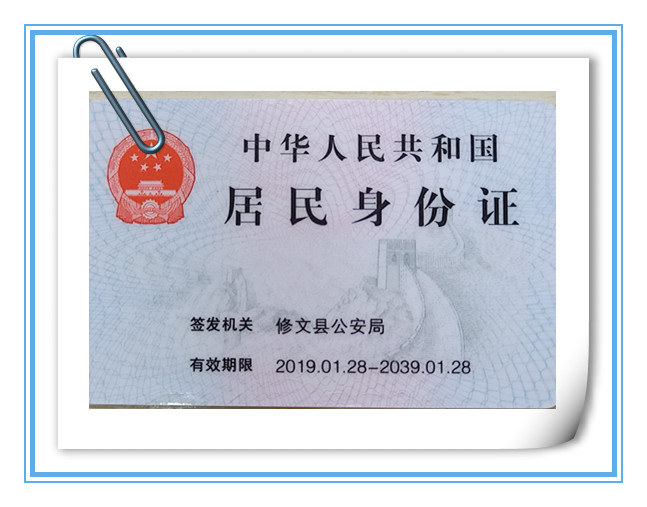 中华人民共和国
居民身份证
签发机关 修文县公安局
有效期限 2019.01.28-2039.01.28